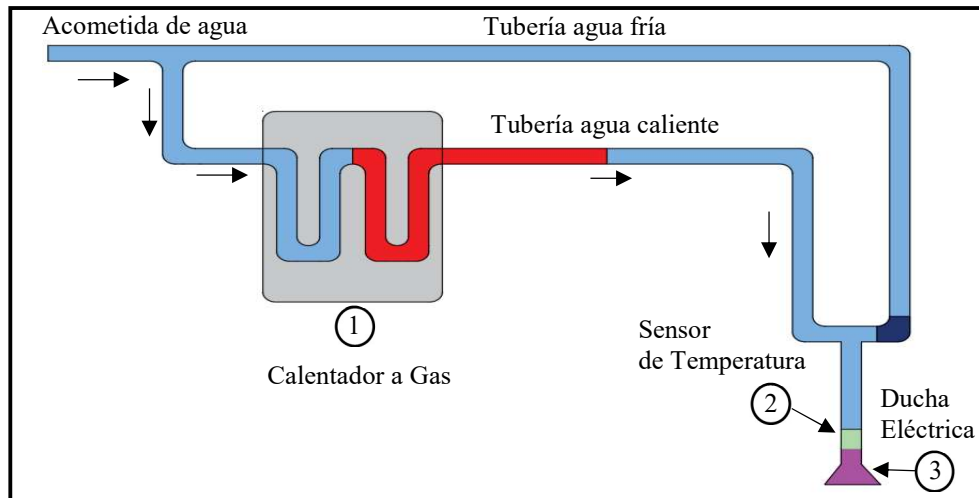 Acometida de agua
Tubería agua fría
Tubería agua caliente
1
Calentador a Gas
Sensor
de Temperatura
2
Ducha
Eléctrica
3